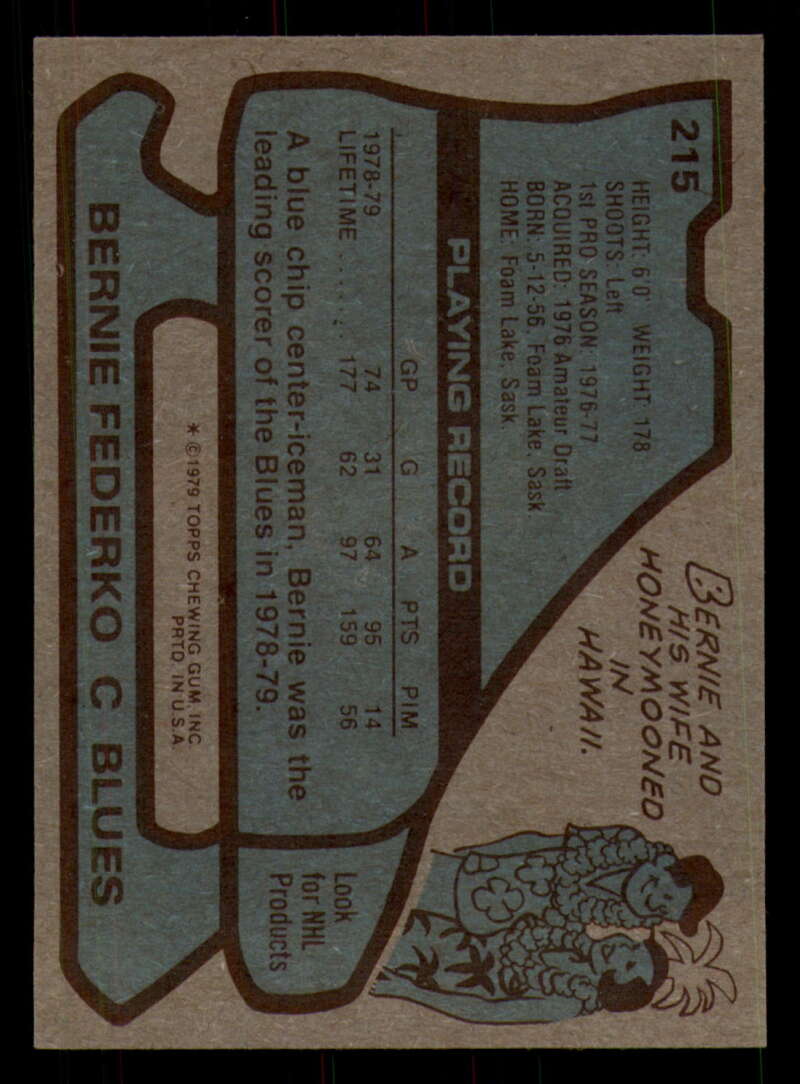 215
HEIGHT: 6'0" WEIGHT: 178
SHOOTS: Left
1st PRO SEASON: 1976-77
ACQUIRED: 1976 Amateur Draft
BORN: 5-12-56, Foam Lake, Sask.
HOME: Foam Lake, Sask.
BERNIE AND
HIS WIFE
HONEYMOONED
IN
HAWAII.
PLAYING RECORD
GP G A PTS PIM
1978-79 74 31 64 95 14
LIFETIME ....... 177 62 97 159 56
A blue chip center-iceman, Bernie was the
leading scorer of the Blues in 1978-79.
Look
for NHL
Products
* ©1979 TOPPS CHEWING GUM, INC.
PRTD. IN U.S.A.
BERNIE FEDERKO C BLUES